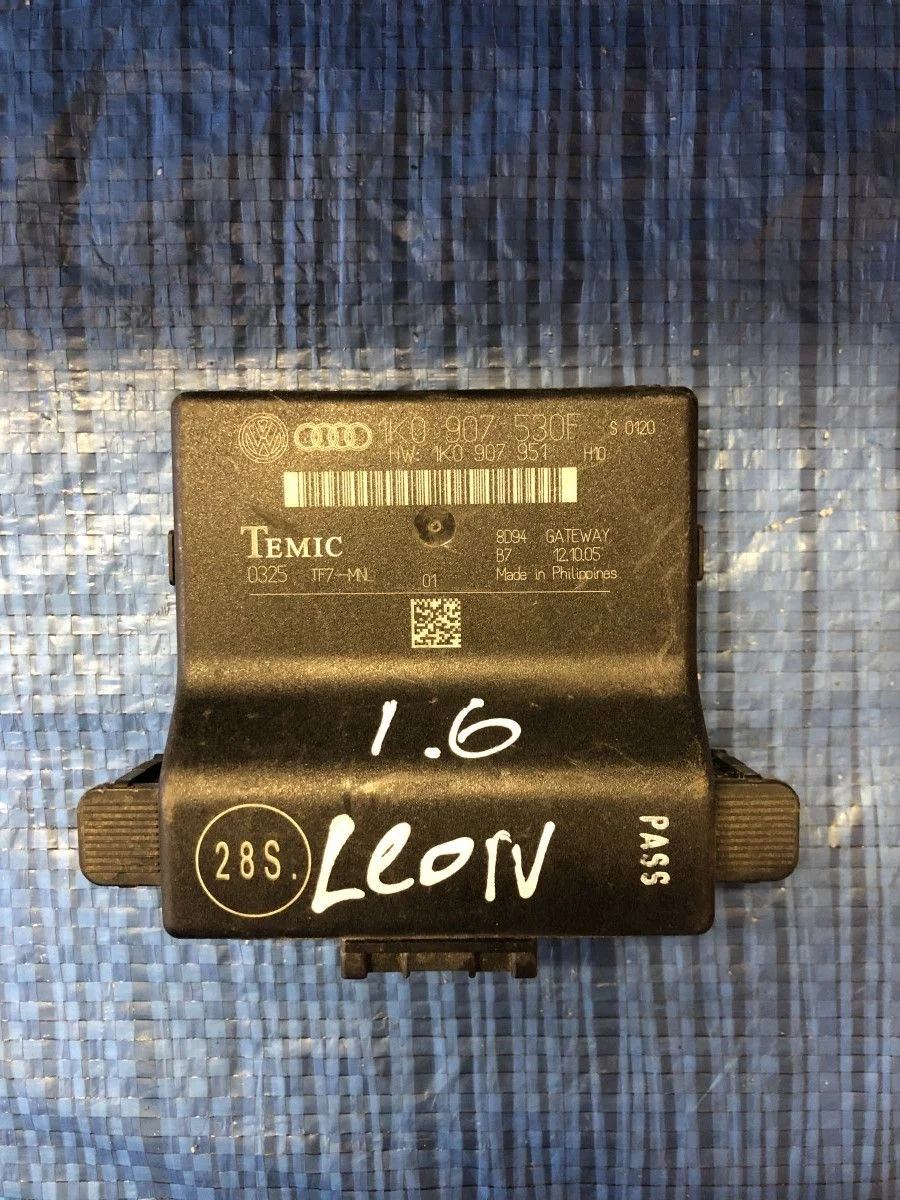 1K0 907 530F S 0120
HW: 1K0 907 951 H10
TEMIC
0325 TF7-MNL
8D94 GATEWAY
B7 12.10.05
Made in Philippines
01
1.6
28S.
Leon
PASS